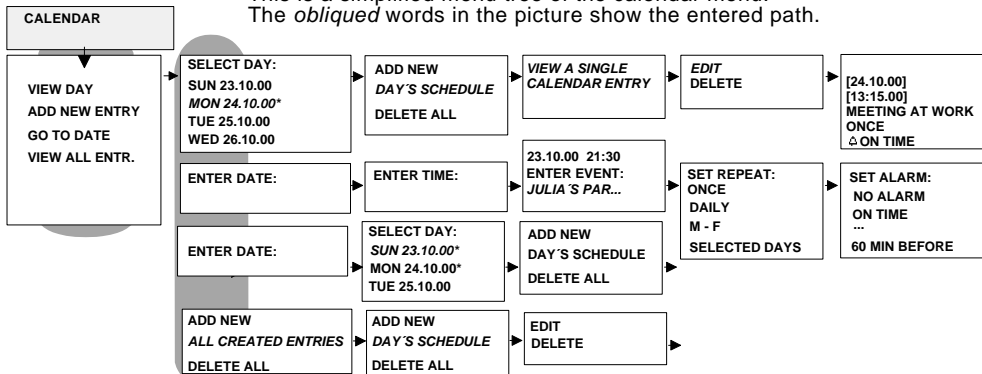 This is a simplified menu tree of the calendar menu.
The obliqued words in the picture show the entered path.
CALENDAR
VIEW DAY
ADD NEW ENTRY
GO TO DATE
VIEW ALL ENTR.
SELECT DAY:
SUN 23.10.00
MON 24.10.00*
TUE 25.10.00
WED 26.10.00
ADD NEW
DAY´S SCHEDULE
DELETE ALL
VIEW A SINGLE
CALENDAR ENTRY
EDIT
DELETE
[24.10.00]
[13:15.00]
MEETING AT WORK
ONCE
ON TIME
ENTER DATE:
ENTER TIME:
23.10.00 21:30
ENTER EVENT:
JULIA´S PAR...
SET REPEAT:
ONCE
DAILY
M - F
SELECTED DAYS
SET ALARM:
NO ALARM
ON TIME
...
60 MIN BEFORE
ENTER DATE:
SELECT DAY:
SUN 23.10.00*
MON 24.10.00*
TUE 25.10.00
ADD NEW
DAY´S SCHEDULE
DELETE ALL
ADD NEW
ALL CREATED ENTRIES
DELETE ALL
ADD NEW
DAY´S SCHEDULE
DELETE ALL
EDIT
DELETE